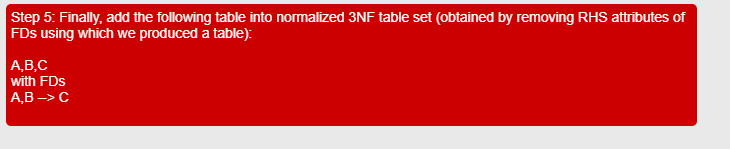 Step 5: Finally, add the following table into normalized 3NF table set (obtained by removing RHS attributes of
FDs using which we produced a table):
A,B,C
with FDs
A,B --> C